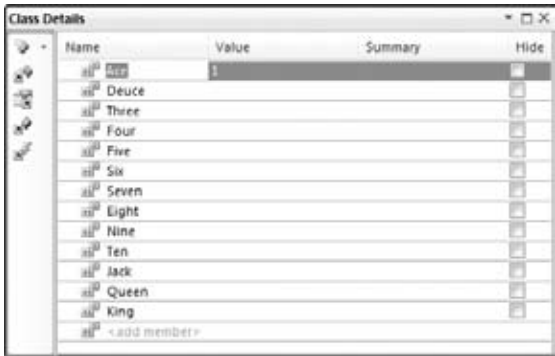 Class Details
Name Value Summary Hide
Ace 1
Deuce
Three
Four
Five
Six
Seven
Eight
Nine
Ten
Jack
Queen
King
<add member>